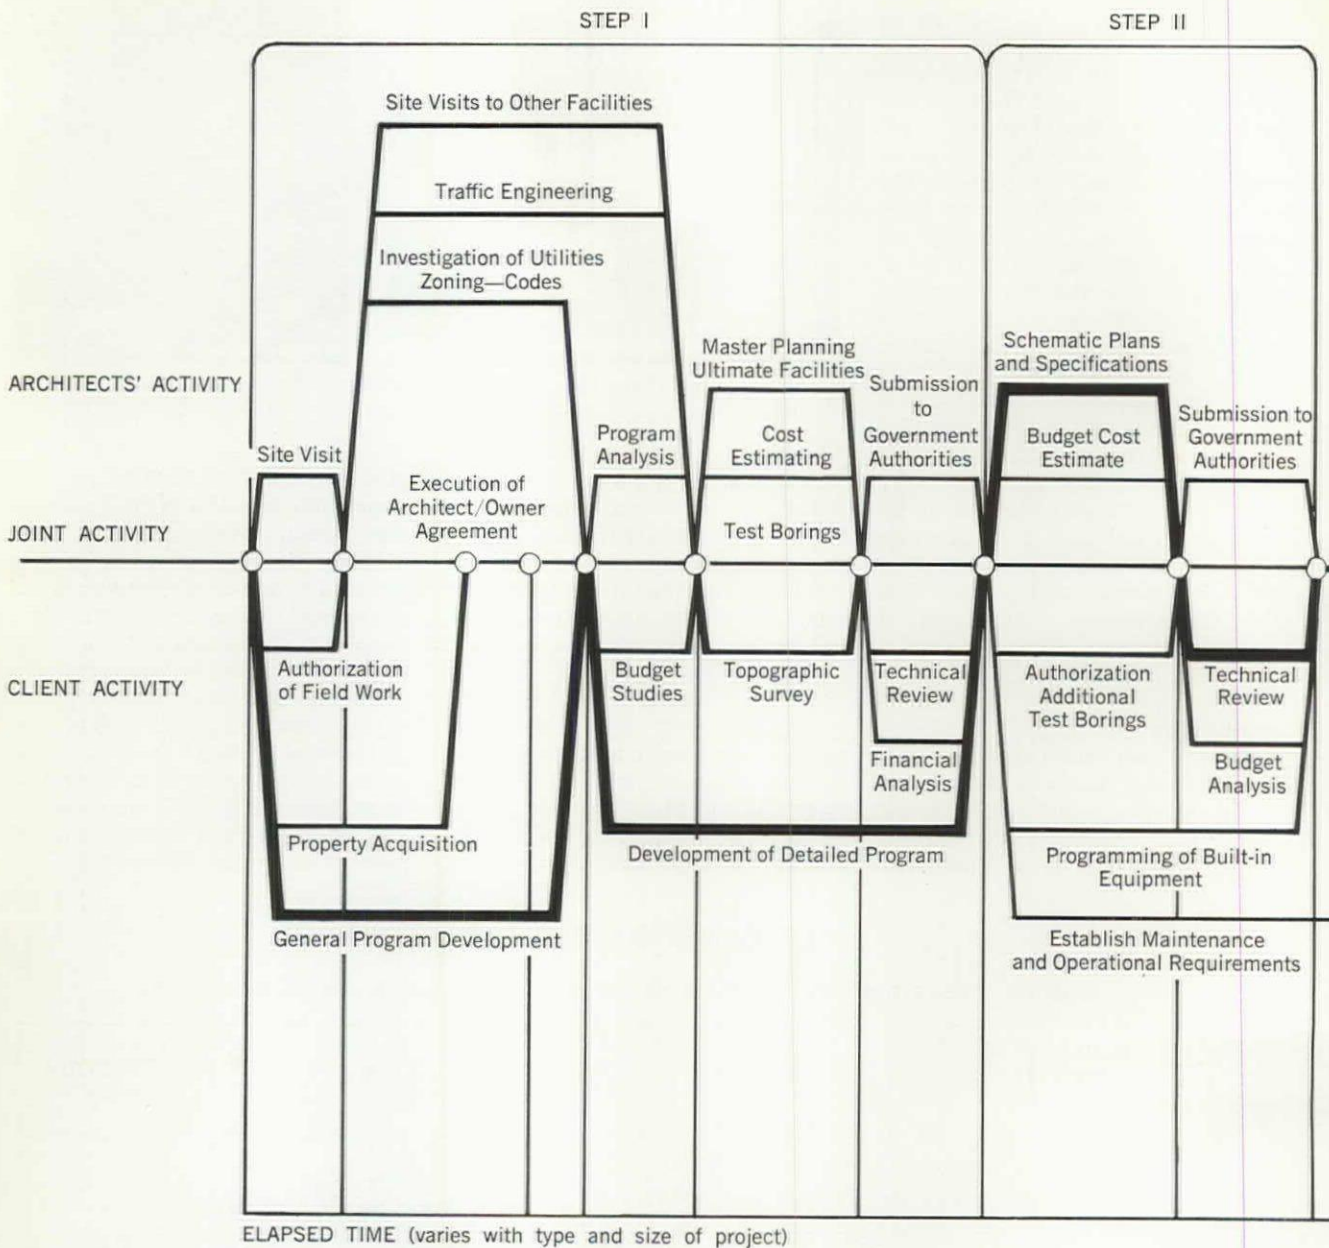 STEP I
STEP II
Site Visits to Other Facilities
Traffic Engineering
Investigation of Utilities
Zoning—Codes
Master Planning
Ultimate Facilities
Schematic Plans
and Specifications
ARCHITECTS' ACTIVITY
Submission
to
Government
Authorities
Submission to
Government
Authorities
Site Visit
Program
Analysis
Cost
Estimating
Budget Cost
Estimate
Execution of
Architect/Owner
Agreement
JOINT ACTIVITY
Test Borings
CLIENT ACTIVITY
Authorization
of Field Work
Budget
Studies
Topographic
Survey
Technical
Review
Authorization
Additional
Test Borings
Technical
Review
Financial
Analysis
Budget
Analysis
Property Acquisition
Development of Detailed Program
Programming of Built-in
Equipment
General Program Development
Establish Maintenance
and Operational Requirements
ELAPSED TIME (varies with type and size of project)